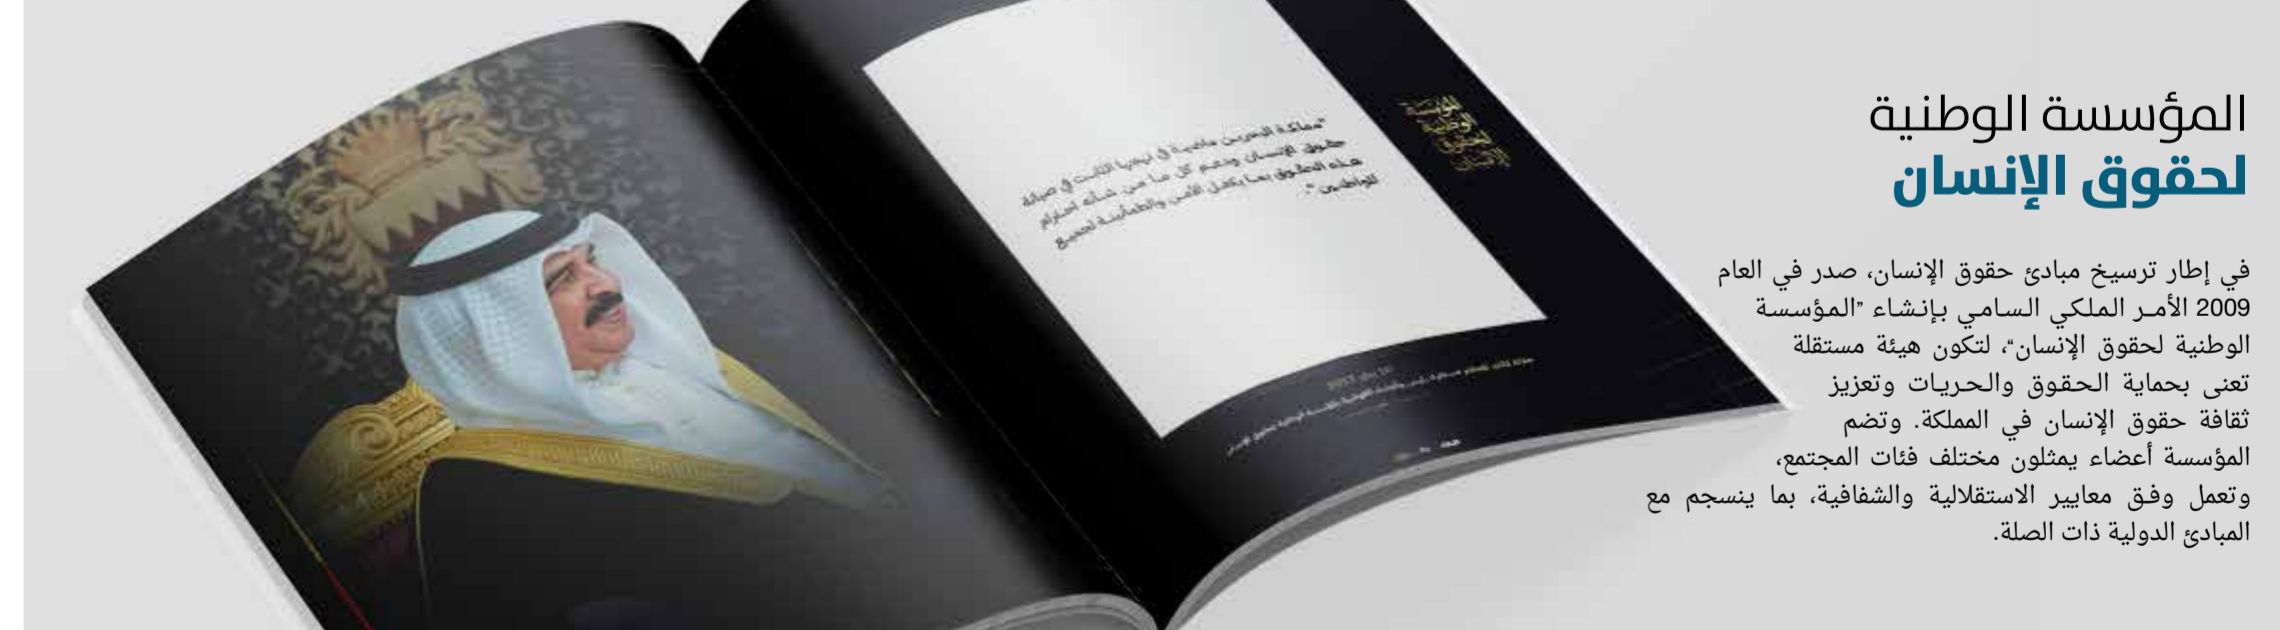 المؤسسة الوطنية
لحقوق الإنسان
في إطار ترسيخ مبادئ حقوق الإنسان، صدر في العام
2009 الأمر الملكي السامي بإنشاء "المؤسسة
الوطنية لحقوق الإنسان"، لتكون هيئة مستقلة
تعنى بحماية الحقوق والحريات وتعزيز
ثقافة حقوق الإنسان في المملكة. وتضم
المؤسسة أعضاء يمثلون مختلف فئات المجتمع،
وتعمل وفق معايير الاستقلالية والشفافية، بما ينسجم مع
المبادئ الدولية ذات الصلة.
المؤسسة
الوطنية
لحقوق
الإنسان
"مملكة البحرين ماضية في نهجها الثابت في صيانة
حقوق الإنسان ودعم كل ما من شأنه احترام
هذه الحقوق بما يكفل الأمن والطمأنينة لجميع
المواطنين".